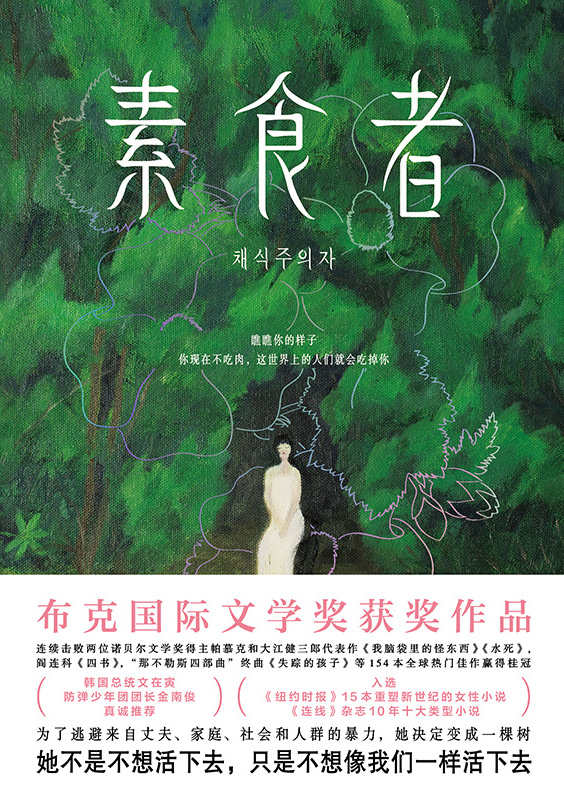 素食者
채식주의자
瞧瞧你的样子
你现在不吃肉，这世界上的人们就会吃掉你
布克国际文学奖获奖作品
连续击败两位诺贝尔文学奖得主帕慕克和大江健三郎代表作《我脑袋里的怪东西》《水死》，
阎连科《四书》，“那不勒斯四部曲”终曲《失踪的孩子》等154本全球热门佳作赢得桂冠
韩国总统文在寅
防弹少年团团长金南俊
真诚推荐
入选
《纽约时报》15本重塑新世纪的女性小说
《连线》杂志10年十大类型小说
为了逃避来自丈夫、家庭、社会和人群的暴力，她决定变成一棵树
她不是不想活下去，只是不想像我们一样活下去